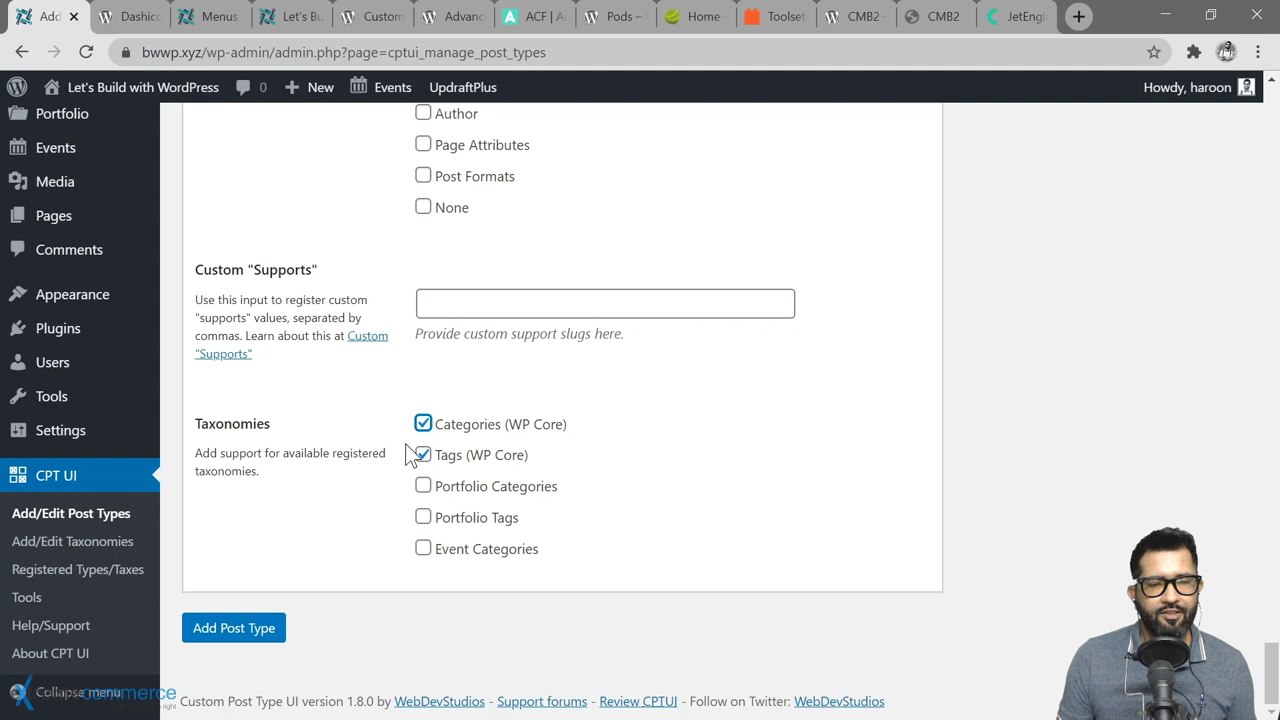 Add
Dashbo
Menus
Let's B
Custom
Advanc
ACF | A
Pods –
Home
Toolset
CMB2 –
CMB2
JetEngi
bwwp.xyz/wp-admin/admin.php?page=cptui_manage_post_types
Let's Build with WordPress
0
New
Events
UpdraftPlus
Howdy, haroon
Portfolio
Events
Media
Pages
Comments
Appearance
Plugins
Users
Tools
Settings
CPT UI
Add/Edit Post Types
Add/Edit Taxonomies
Registered Types/Taxes
Tools
Help/Support
About CPT UI
Collapse menu
commerce
Author
Page Attributes
Post Formats
None
Custom "Supports"
Use this input to register custom
"supports" values, separated by
commas. Learn about this at Custom
"Supports"
Provide custom support slugs here.
Taxonomies
Add support for available registered
taxonomies.
Categories (WP Core)
Tags (WP Core)
Portfolio Categories
Portfolio Tags
Event Categories
Add Post Type
Custom Post Type UI version 1.8.0 by WebDevStudios - Support forums - Review CPTUI - Follow on Twitter: WebDevStudios